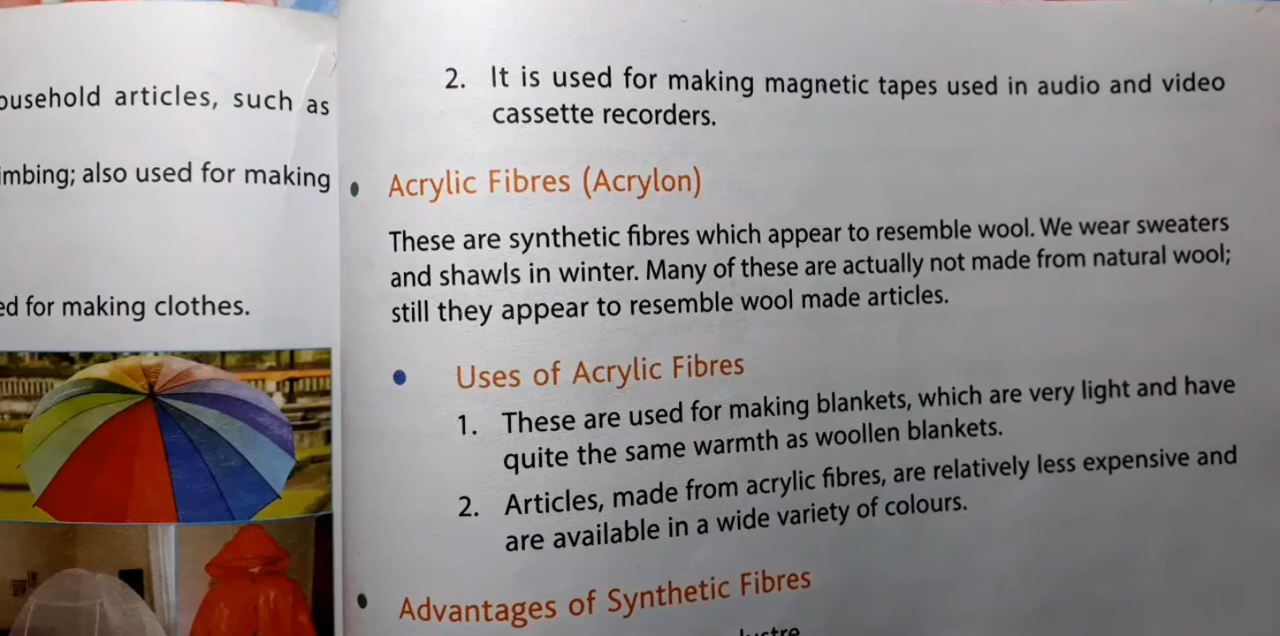 articles, such as
also used for making
for making clothes.
2. It is used for making magnetic tapes used in audio and video
cassette recorders.
• Acrylic Fibres (Acrylon)
These are synthetic fibres which appear to resemble wool. We wear sweaters
and shawls in winter. Many of these are actually not made from natural wool;
still they appear to resemble wool made articles.
• Uses of Acrylic Fibres
1. These are used for making blankets, which are very light and have
quite the same warmth as woollen blankets.
2. Articles, made from acrylic fibres, are relatively less expensive and
are available in a wide variety of colours.
• Advantages of Synthetic Fibres